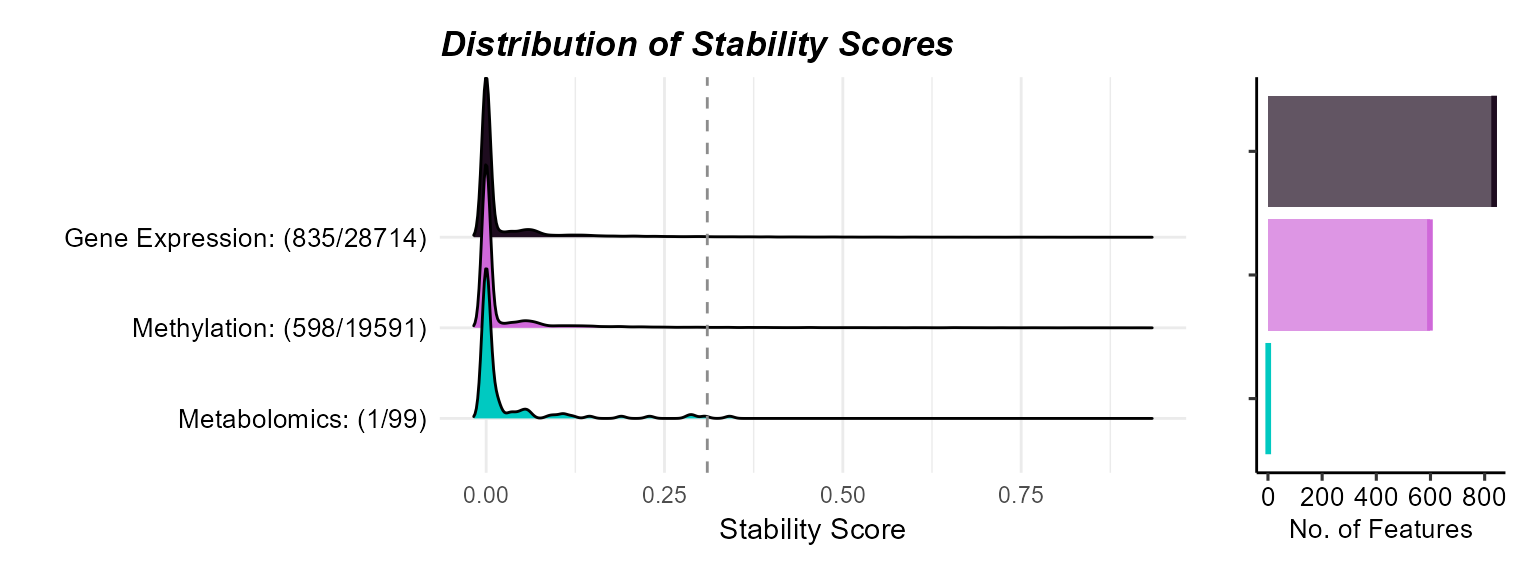 Distribution of Stability Scores
Gene Expression: (835/28714)
Methylation: (598/19591)
Metabolomics: (1/99)
0.00 0.25 0.50 0.75
Stability Score
0 200 400 600 800
No. of Features